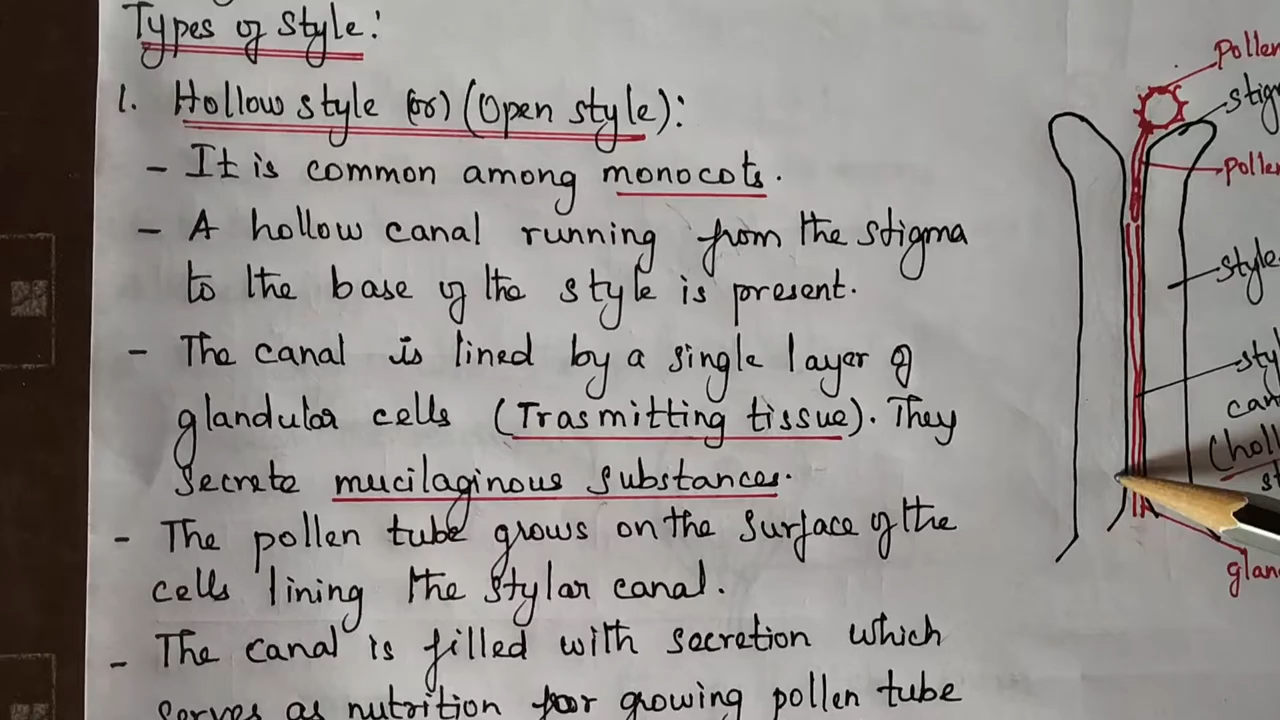 Types of style:
1. Hollow style (or) (Open style):
- It is common among monocots.
- A hollow canal running from the stigma
to the base of the style is present.
- The canal is lined by a single layer of
glandular cells (Trasmitting tissue). They
secrete mucilaginous substances.
- The pollen tube grows on the surface of the
cells lining the stylar canal.
- The canal is filled with secretion which
serves as nutrition for growing pollen tube
Pollen
stig
pollen
style
sty
can
(holl
st
glan